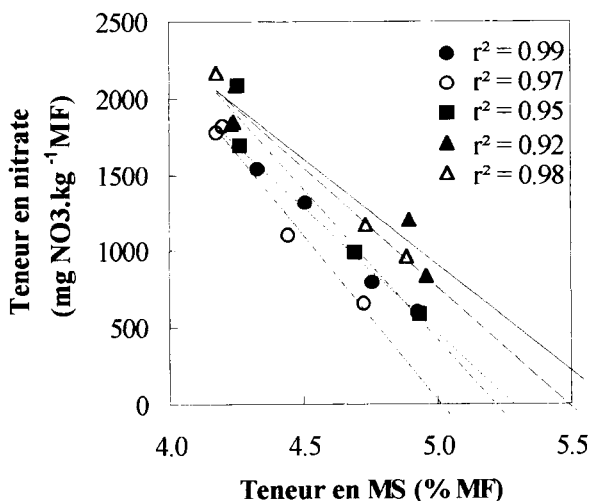 Teneur en nitrate
(mg NO3.kg⁻¹MF)
2500
2000
1500
1000
500
0
r² = 0.99
r² = 0.97
r² = 0.95
r² = 0.92
r² = 0.98
4.0 4.5 5.0 5.5
Teneur en MS (% MF)